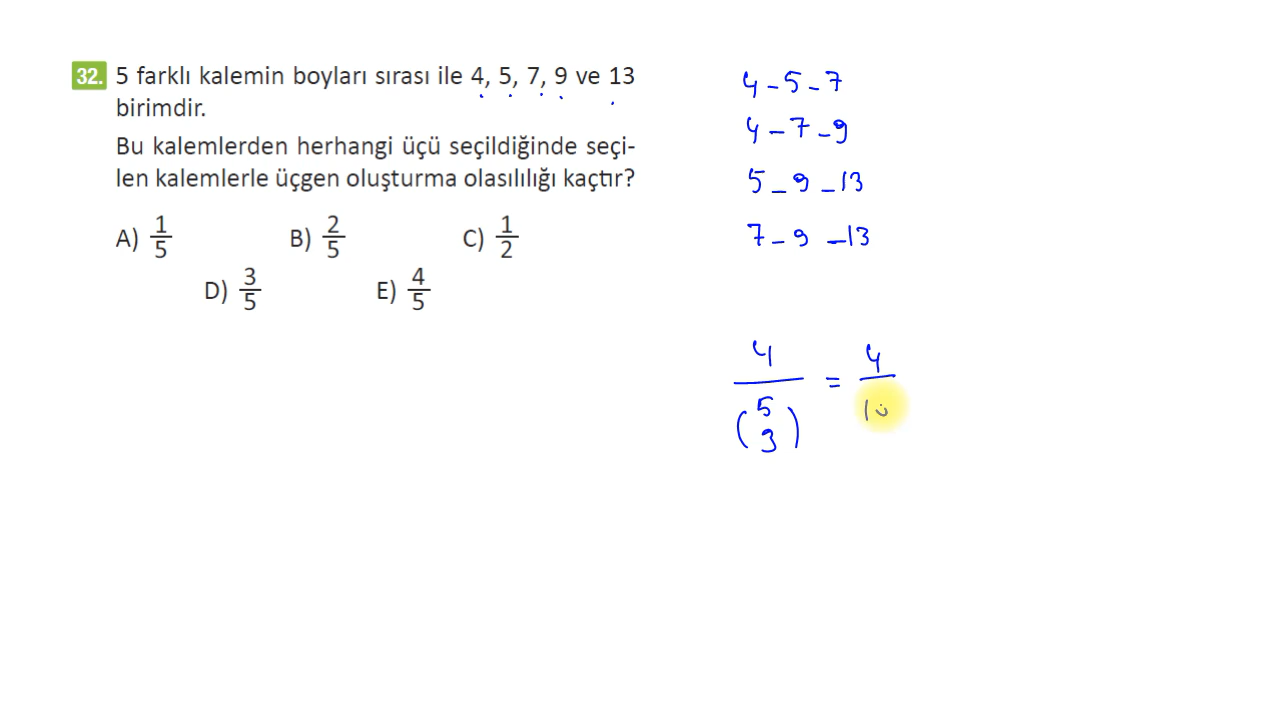 32. 5 farklı kalemin boyları sırası ile 4, 5, 7, 9 ve 13
birimdir.
Bu kalemlerden herhangi üçü seçildiğinde seçi-
len kalemlerle üçgen oluşturma olasılılığı kaçtır?
A) 1/5 B) 2/5 C) 1/2
D) 3/5 E) 4/5
4 - 5 - 7
4 - 7 - 9
5 - 9 - 13
7 - 9 - 13
4/(5 3) = 4/10